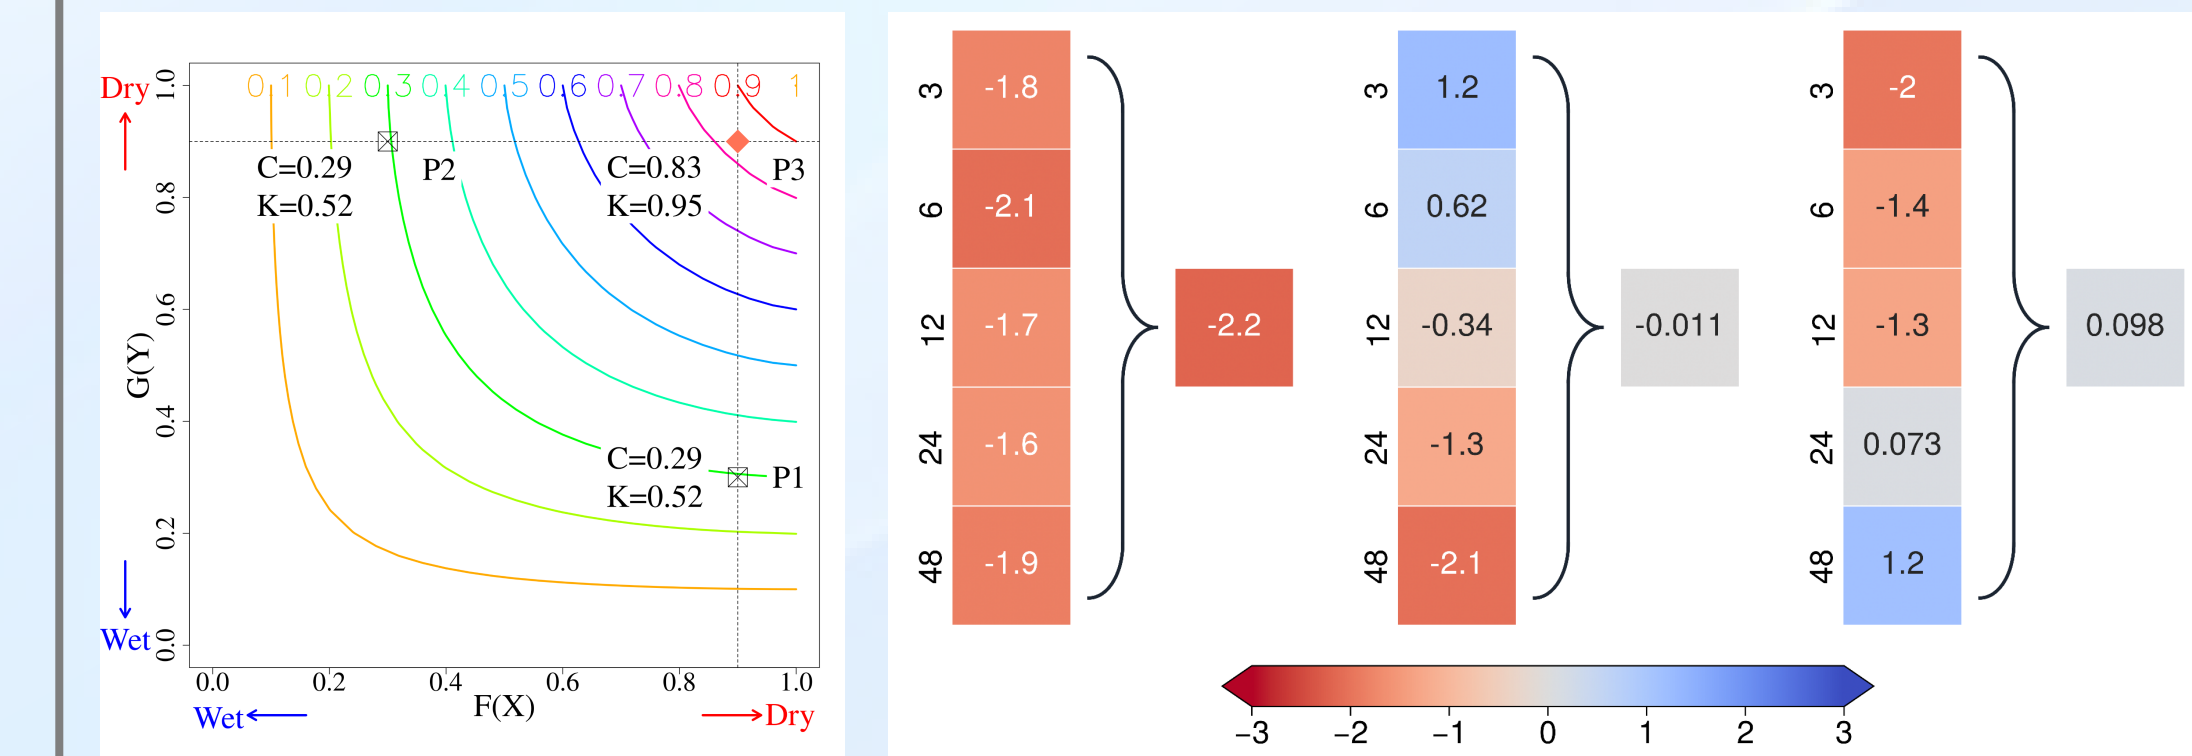 0.1 0.2 0.3 0.4 0.5 0.6 0.7 0.8 0.9 1
Dry
1.0
C=0.29
K=0.52
P2
C=0.83
K=0.95
P3
0.8
0.6
G(Y)
0.4
C=0.29
K=0.52
P1
0.2
Wet
0.0
0.0 0.2 0.4 0.6 0.8 1.0
F(X)
Wet
Dry
3 -1.8
6 -2.1
12 -1.7
24 -1.6
48 -1.9
-2.2
3 1.2
6 0.62
12 -0.34
24 -1.3
48 -2.1
-0.011
3 -2
6 -1.4
12 -1.3
24 0.073
48 1.2
0.098
−3 −2 −1 0 1 2 3